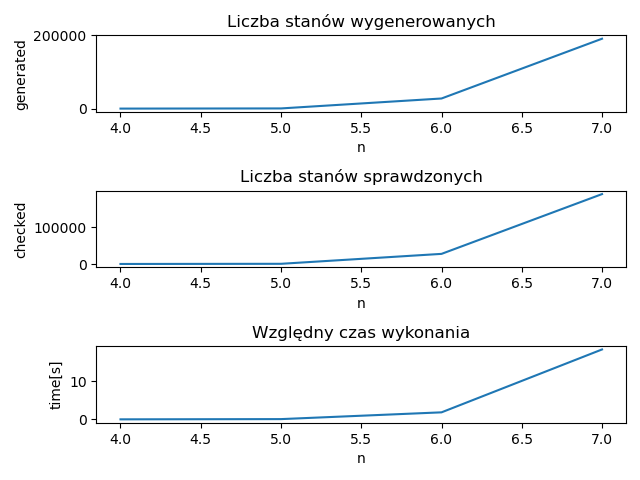 Liczba stanów wygenerowanych
200000
0
generated
4.0 4.5 5.0 5.5 6.0 6.5 7.0
n
Liczba stanów sprawdzonych
100000
0
checked
4.0 4.5 5.0 5.5 6.0 6.5 7.0
n
Względny czas wykonania
10
0
time[s]
4.0 4.5 5.0 5.5 6.0 6.5 7.0
n